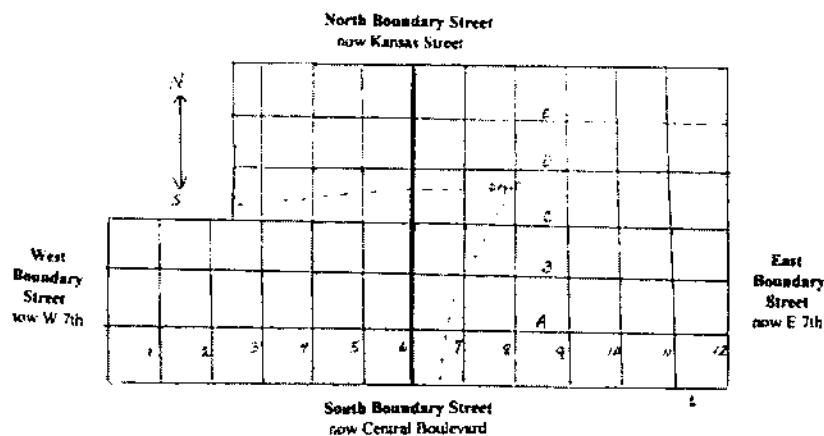 North Boundary Street
now Kansas Street
N
S
E
D
Depot
C
B
A
West
Boundary
Street
now W 7th
East
Boundary
Street
now E 7th
1 2 3 4 5 6 7 8 9 10 11 12
South Boundary Street
now Central Boulevard